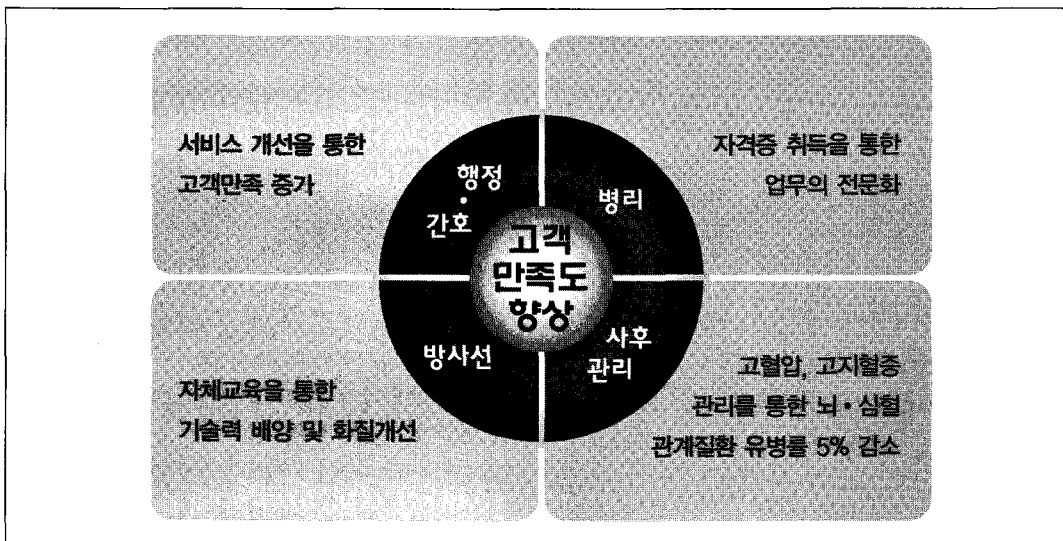 서비스 개선을 통한
고객만족 증가
행정
·
간호
병리
자격증 취득을 통한
업무의 전문화
고객
만족도
향상
방사선
사후
관리
자체교육을 통한
기술력 배양 및 화질개선
고혈압, 고지혈증
관리를 통한 뇌·심혈
관계질환 유병률 5% 감소